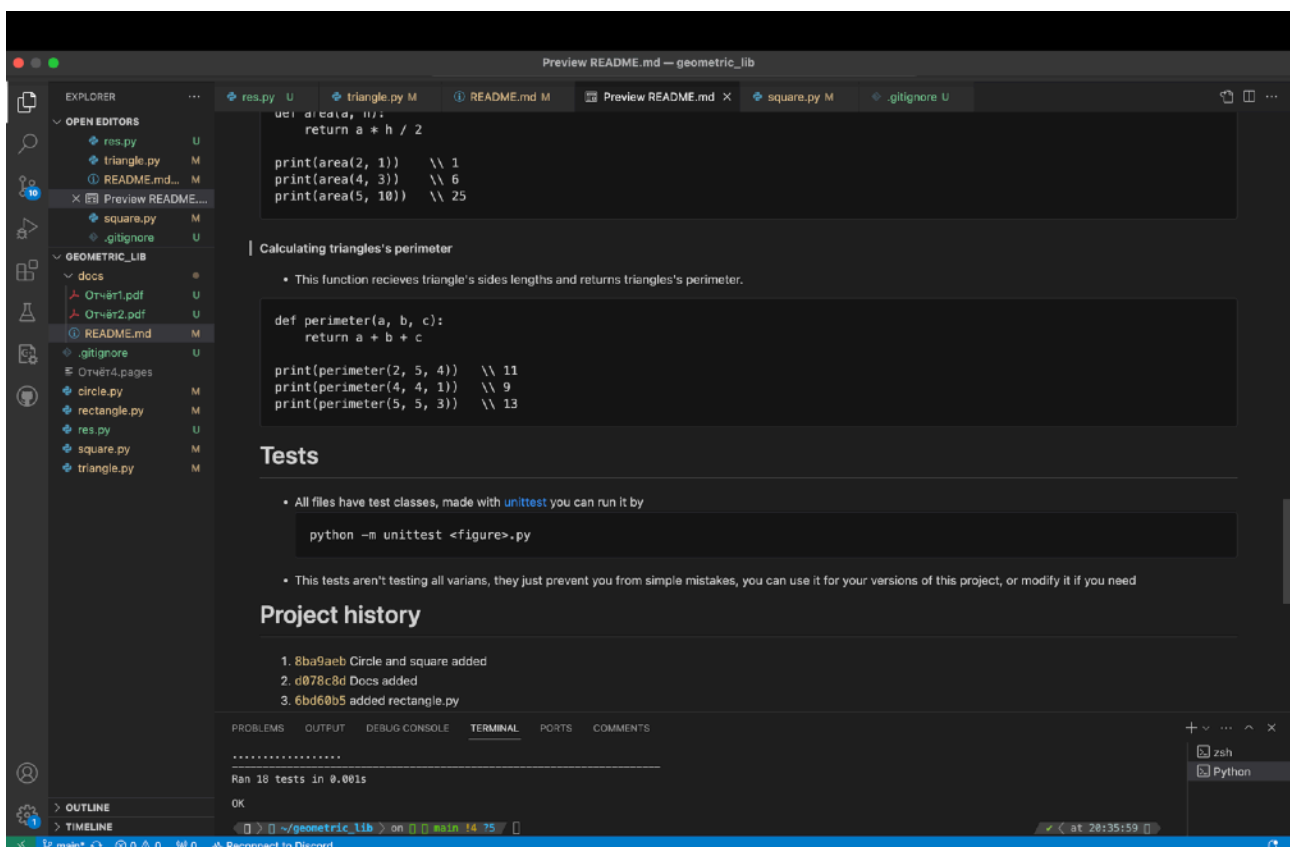 Preview README.md — geometric_lib
EXPLORER
res.py U
triangle.py M
README.md M
Preview README.md
square.py M
.gitignore U
OPEN EDITORS
res.py U
triangle.py M
README.md... M
Preview README....
square.py M
.gitignore U
GEOMETRIC_LIB
docs
Отчёт1.pdf U
Отчёт2.pdf U
README.md M
.gitignore U
Отчёт4.pages
circle.py M
rectangle.py M
res.py U
square.py M
triangle.py M
OUTLINE
TIMELINE
10
1
def area(a, h):
return a * h / 2
print(area(2, 1)) \\ 1
print(area(4, 3)) \\ 6
print(area(5, 10)) \\ 25
Calculating triangles's perimeter
• This function recieves triangle's sides lengths and returns triangles's perimeter.
def perimeter(a, b, c):
return a + b + c
print(perimeter(2, 5, 4)) \\ 11
print(perimeter(4, 4, 1)) \\ 9
print(perimeter(5, 5, 3)) \\ 13
Tests
• All files have test classes, made with unittest you can run it by
python -m unittest <figure>.py
• This tests aren't testing all varians, they just prevent you from simple mistakes, you can use it for your versions of this project, or modify it if you need
Project history
1. 8ba9aeb Circle and square added
2. d078c8d Docs added
3. 6bd60b5 added rectangle.py
PROBLEMS OUTPUT DEBUG CONSOLE TERMINAL PORTS COMMENTS
..................
----------------------------------------------------------------------
Ran 18 tests in 0.001s
OK
~/geometric_lib on main !4 ?5
✓ at 20:35:59
zsh
Python
main* 0 0 0 Reconnect to Discord